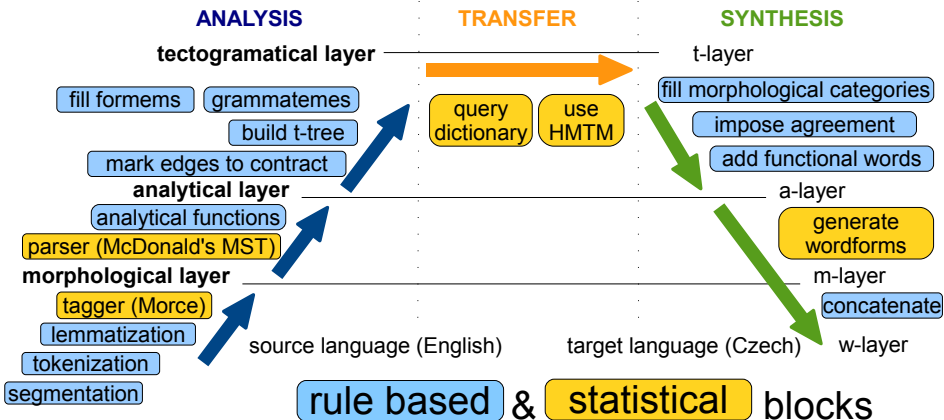 ANALYSIS TRANSFER SYNTHESIS
tectogramatical layer t-layer
fill formems grammatemes
build t-tree
mark edges to contract
query
dictionary
use
HMTM
fill morphological categories
impose agreement
add functional words
analytical layer a-layer
analytical functions
parser (McDonald's MST)
generate
wordforms
morphological layer m-layer
tagger (Morce) concatenate
lemmatization
tokenization
segmentation
source language (English) target language (Czech) w-layer
rule based & statistical blocks